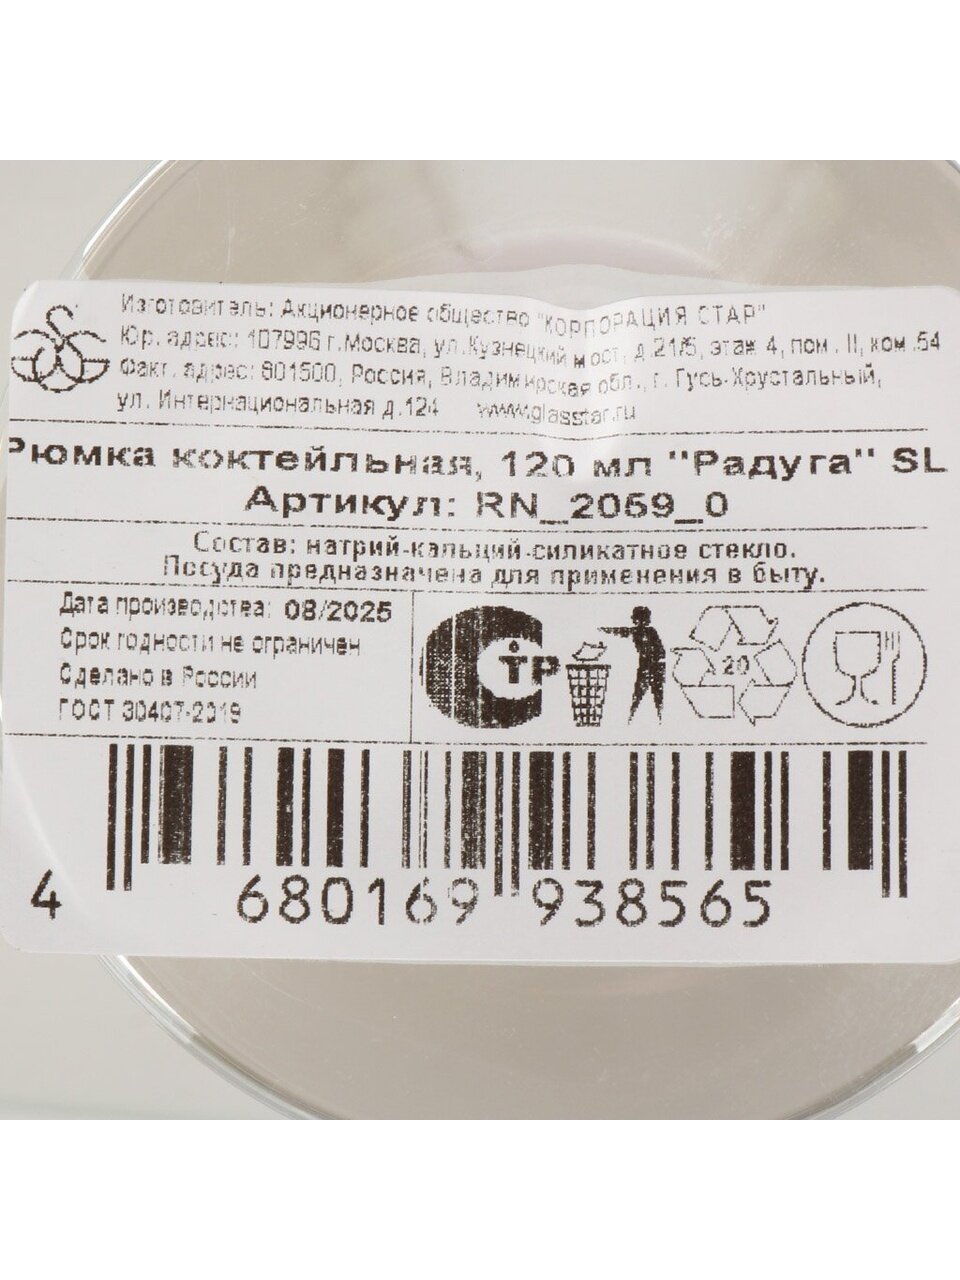 Изготовитель: Акционерное общество "КОРПОРАЦИЯ СТАР"
Юр. адрес: 107996 г.Москва, ул.Кузнецкий мост, д.21/5, этаж 4, пом. II, ком.54
Факт. адрес: 601500, Россия, Владимирская обл., г. Гусь-Хрустальный,
ул. Интернациональная д.124 www.glasstar.ru
Рюмка коктейльная, 120 мл "Радуга" SL
Артикул: RN_2059_0
Состав: натрий-кальций-силикатное стекло.
Посуда предназначена для применения в быту.
Дата производства: 08/2025
Срок годности не ограничен
Сделано в России
ГОСТ 30407-2019
СТР
20
4 680169 938565